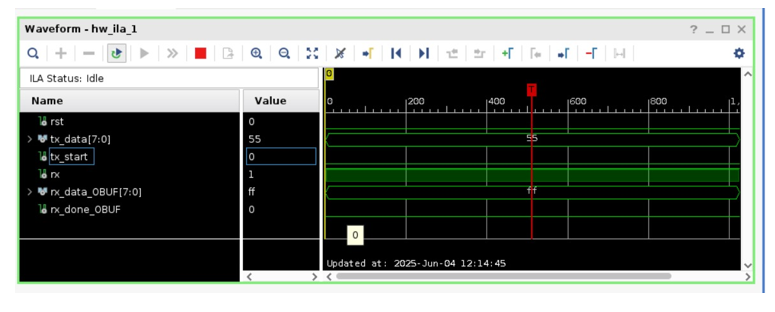 Waveform - hw_ila_1
ILA Status: Idle
Name Value
0
0 200 400 600 800 1,
T
rst 0
tx_data[7:0] 55 55
tx_start 0
rx 1
rx_data_OBUF[7:0] ff ff
rx_done_OBUF 0
0
Updated at: 2025-Jun-04 12:14:45